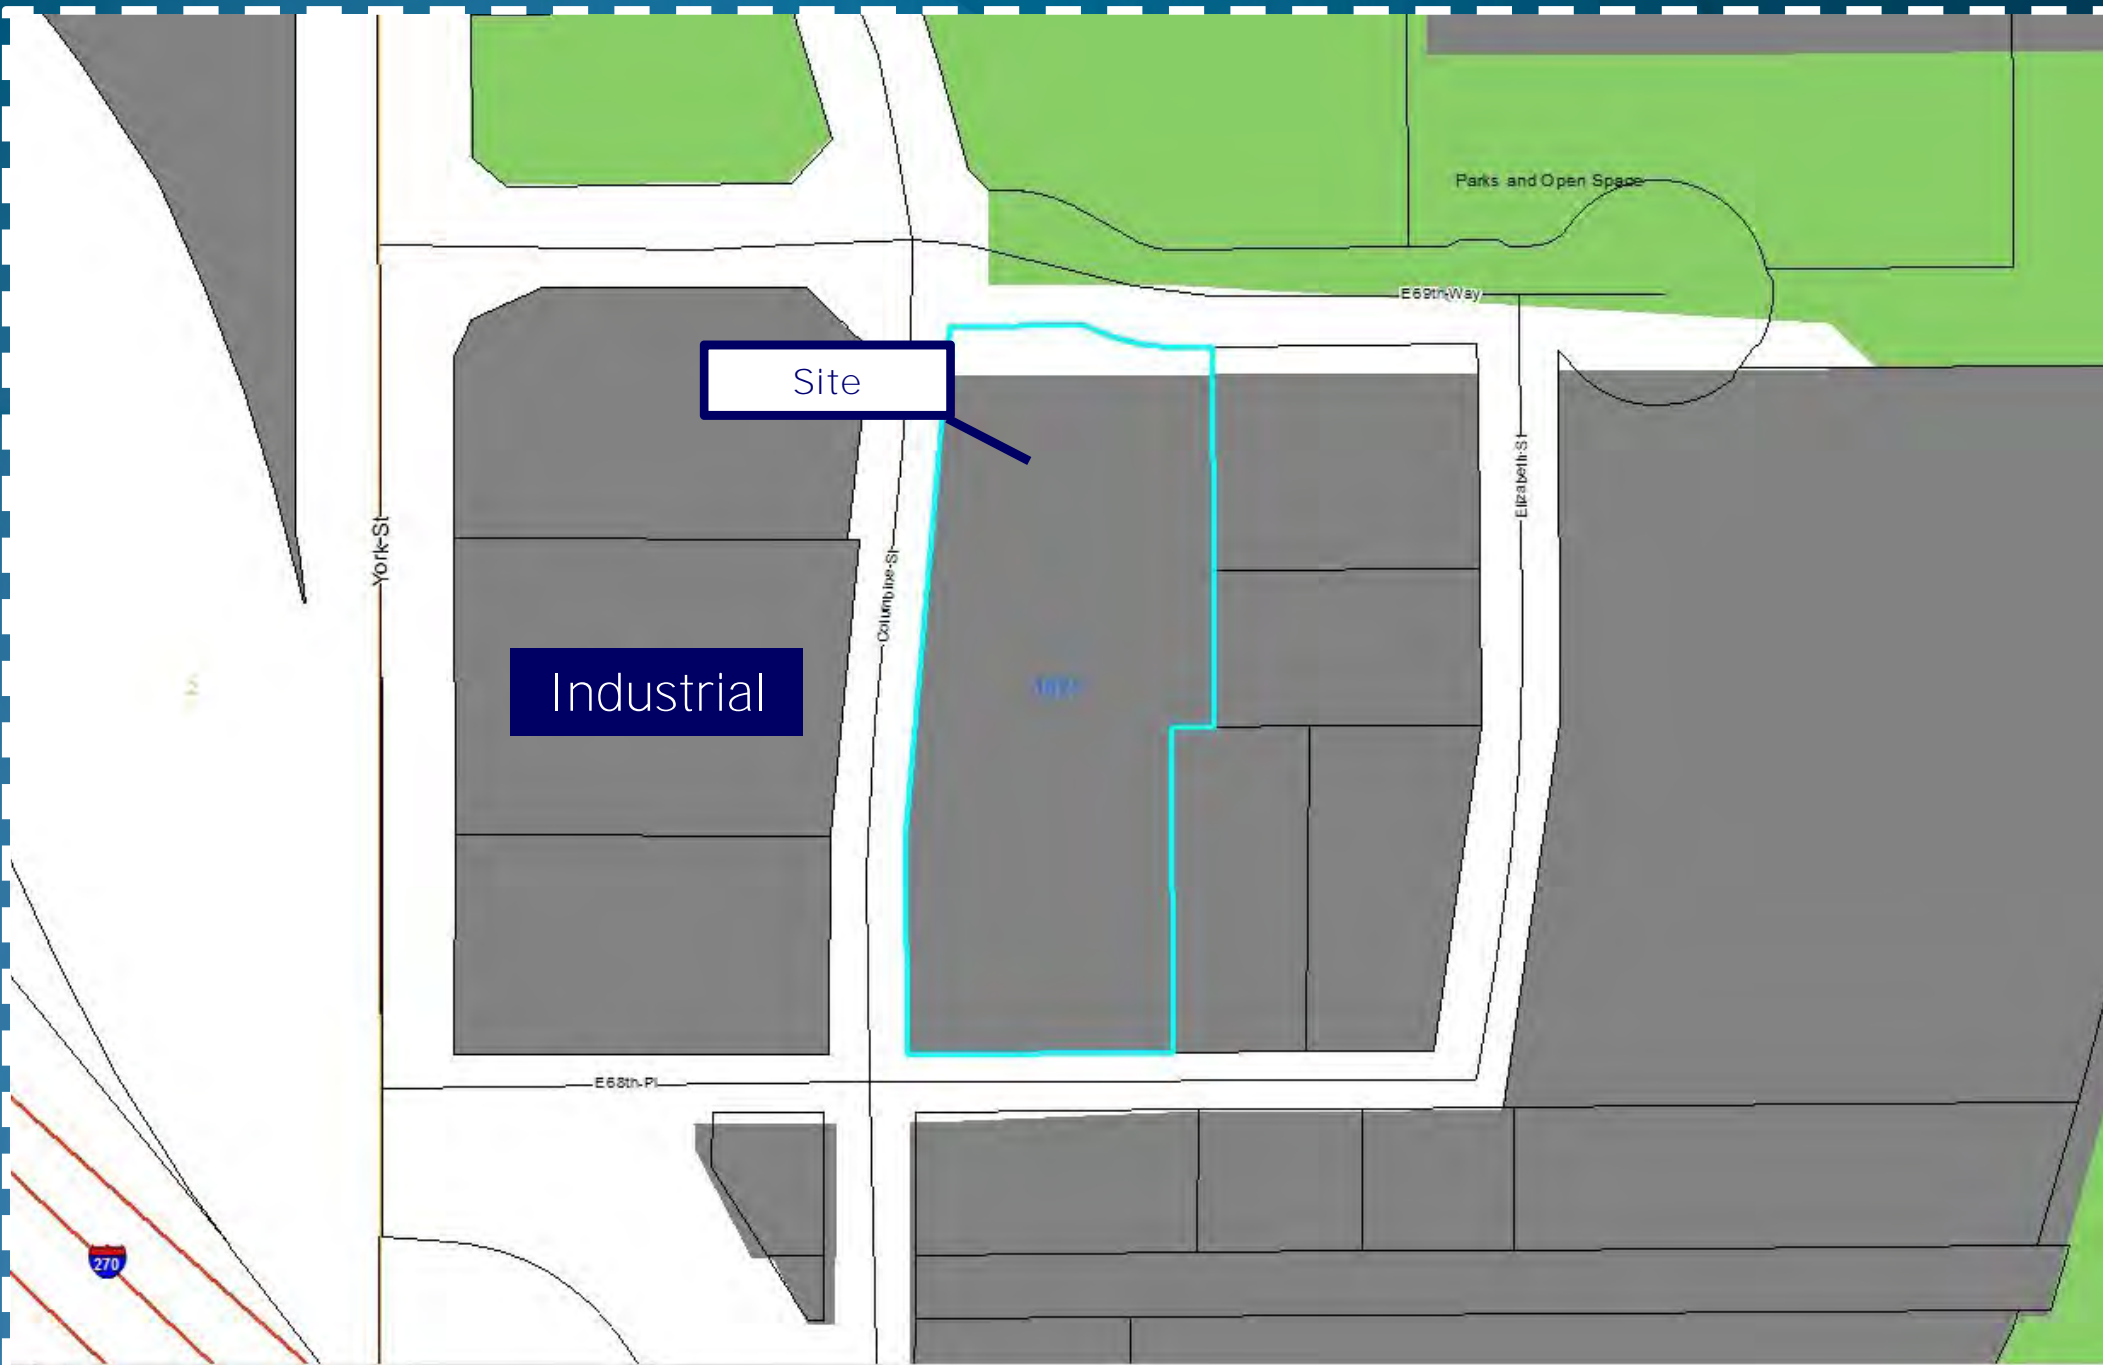 Parks and Open Space
E 69th Way
Site
Elizabeth St
York St
Columbine St
Industrial
E 68th Pl
270